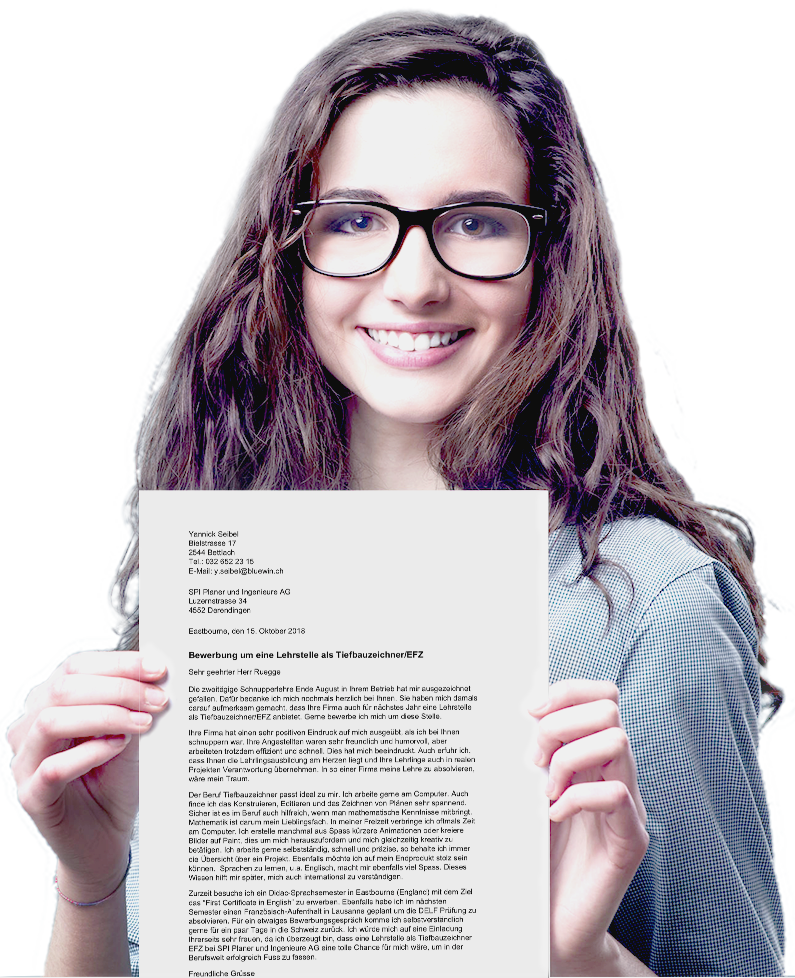 Yannick Seibel
Bielstrasse 17
2544 Bettlach
Tel.: 032 652 23 15
E-Mail: y.seibel@bluewin.ch
SPI Planer und Ingenieure AG
Luzernstrasse 34
4552 Derendingen
Eastbourne, den 15. Oktober 2018
Bewerbung um eine Lehrstelle als Tiefbauzeichner/EFZ
Sehr geehrter Herr Ruegge
Die zweitägige Schnupperlehre Ende August in Ihrem Betrieb hat mir ausgezeichnet
gefallen. Dafür bedanke ich mich nochmals herzlich bei Ihnen. Sie haben mich damals
darauf aufmerksam gemacht, dass Ihre Firma auch für nächstes Jahr eine Lehrstelle
als Tiefbauzeichner/EFZ anbietet. Gerne bewerbe ich mich um diese Stelle.
Ihre Firma hat einen sehr positiven Eindruck auf mich ausgeübt, als ich bei Ihnen
schnuppern war. Ihre Angestellten waren sehr freundlich und humorvoll, aber
arbeiteten trotzdem effizient und schnell. Dies hat mich beeindruckt. Auch erfuhr ich,
dass Ihnen die Lehrlingsausbildung am Herzen liegt und Ihre Lehrlinge auch in realen
Projekten Verantwortung übernehmen. In so einer Firma meine Lehre zu absolvieren,
wäre mein Traum.
Der Beruf Tiefbauzeichner passt ideal zu mir. Ich arbeite gerne am Computer. Auch
finde ich das Konstruieren, Editieren und das Zeichnen von Plänen sehr spannend.
Sicher ist es im Beruf auch hilfreich, wenn man mathematische Kenntnisse mitbringt.
Mathematik ist darum mein Lieblingsfach. In meiner Freizeit verbringe ich oftmals Zeit
am Computer. Ich erstelle manchmal aus Spass kürzere Animationen oder kreiere
Bilder auf Paint, dies um mich herauszufordern und mich gleichzeitig kreativ zu
betätigen. Ich arbeite gerne selbstständig, schnell und präzise, so behalte ich immer
die Übersicht über ein Projekt. Ebenfalls möchte ich auf mein Endprodukt stolz sein
können. Sprachen zu lernen, u.a. Englisch, macht mir ebenfalls viel Spass. Dieses
Wissen hilft mir später, mich auch international zu verständigen.
Zurzeit besuche ich ein Didac-Sprachsemester in Eastbourne (England) mit dem Ziel
das "First Certificate in English" zu erwerben. Ebenfalls habe ich im nächsten
Semester einen Französisch-Aufenthalt in Lausanne geplant um die DELF Prüfung zu
absolvieren. Für ein etwaiges Bewerbungsgespräch komme ich selbstverständlich
gerne für ein paar Tage in die Schweiz zurück. Ich würde mich auf eine Einladung
Ihrerseits sehr freuen, da ich überzeugt bin, dass eine Lehrstelle als Tiefbauzeichner
EFZ bei SPI Planer und Ingenieure AG eine tolle Chance für mich wäre, um in der
Berufswelt erfolgreich Fuss zu fassen.
Freundliche Grüsse